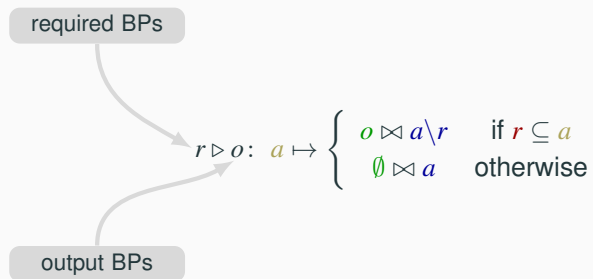 required BPs
r ▷ o: a ↦ { o ⋈ a\r if r ⊆ a
∅ ⋈ a otherwise
output BPs